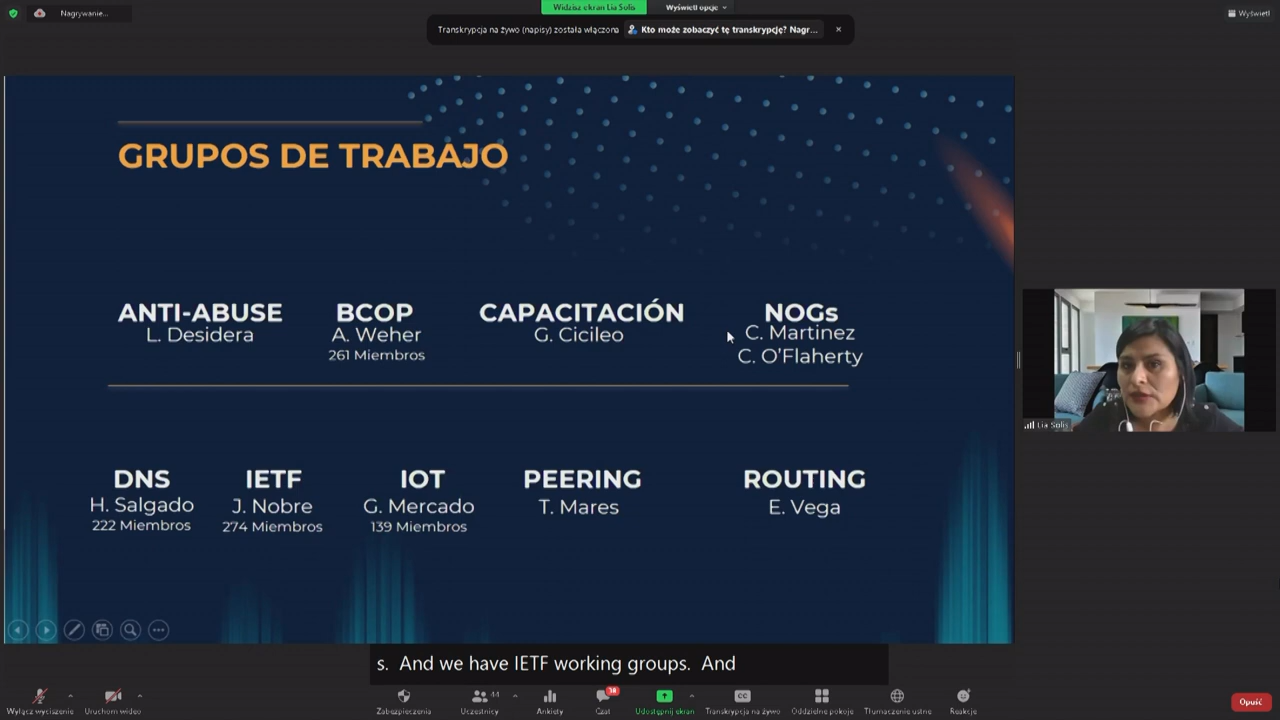 Nagrywanie...
Widzisz ekran Lia Solis
Wyświetl opcje
Wyświetl
Transkrypcja na żywo (napisy) została włączona
Kto może zobaczyć tę transkrypcję? Nagr...
GRUPOS DE TRABAJO
ANTI-ABUSE
L. Desidera
BCOP
A. Weher
261 Miembros
CAPACITACIÓN
G. Cicileo
NOGs
C. Martinez
C. O'Flaherty
DNS
H. Salgado
222 Miembros
IETF
J. Nobre
274 Miembros
IOT
G. Mercado
139 Miembros
PEERING
T. Mares
ROUTING
E. Vega
Lia Solis
s. And we have IETF working groups. And
Wyłącz wyciszenie
Uruchom wideo
Zabezpieczenia
44
Uczestnicy
Ankiety
38
Czat
Udostępnij ekran
CC
Transkrypcja na żywo
Oddzielne pokoje
Tłumaczenie ustne
Reakcje
Opuść